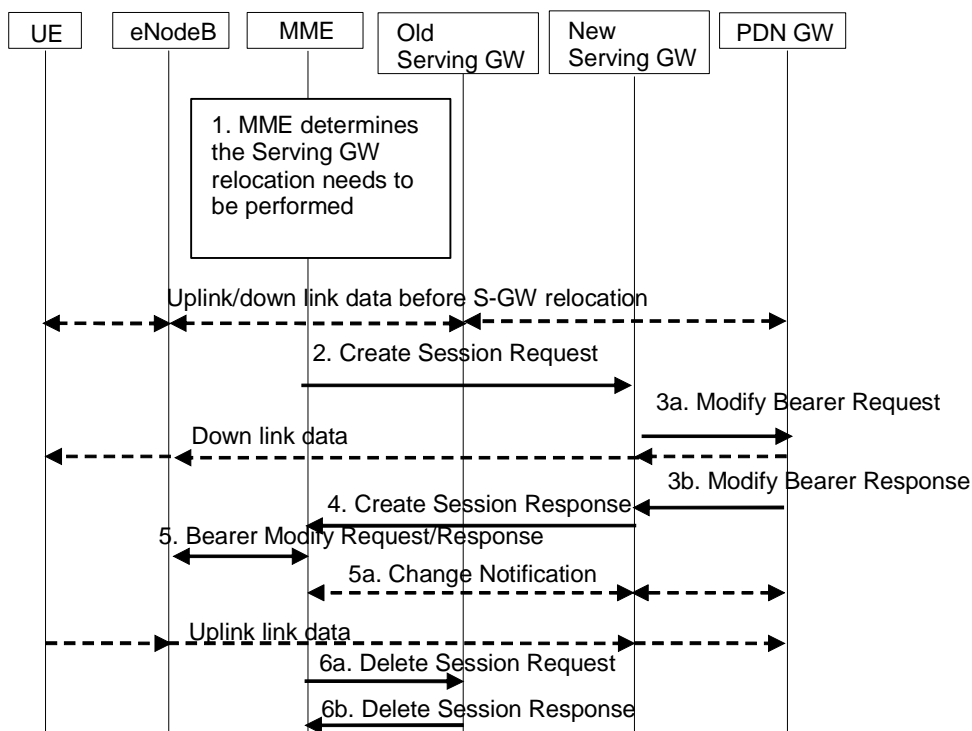 UE
eNodeB
MME
Old
Serving GW
New
Serving GW
PDN GW
1. MME determines
the Serving GW
relocation needs to
be performed
Uplink/down link data before S-GW relocation
2. Create Session Request
3a. Modify Bearer Request
Down link data
3b. Modify Bearer Response
4. Create Session Response
5. Bearer Modify Request/Response
5a. Change Notification
Uplink link data
6a. Delete Session Request
6b. Delete Session Response